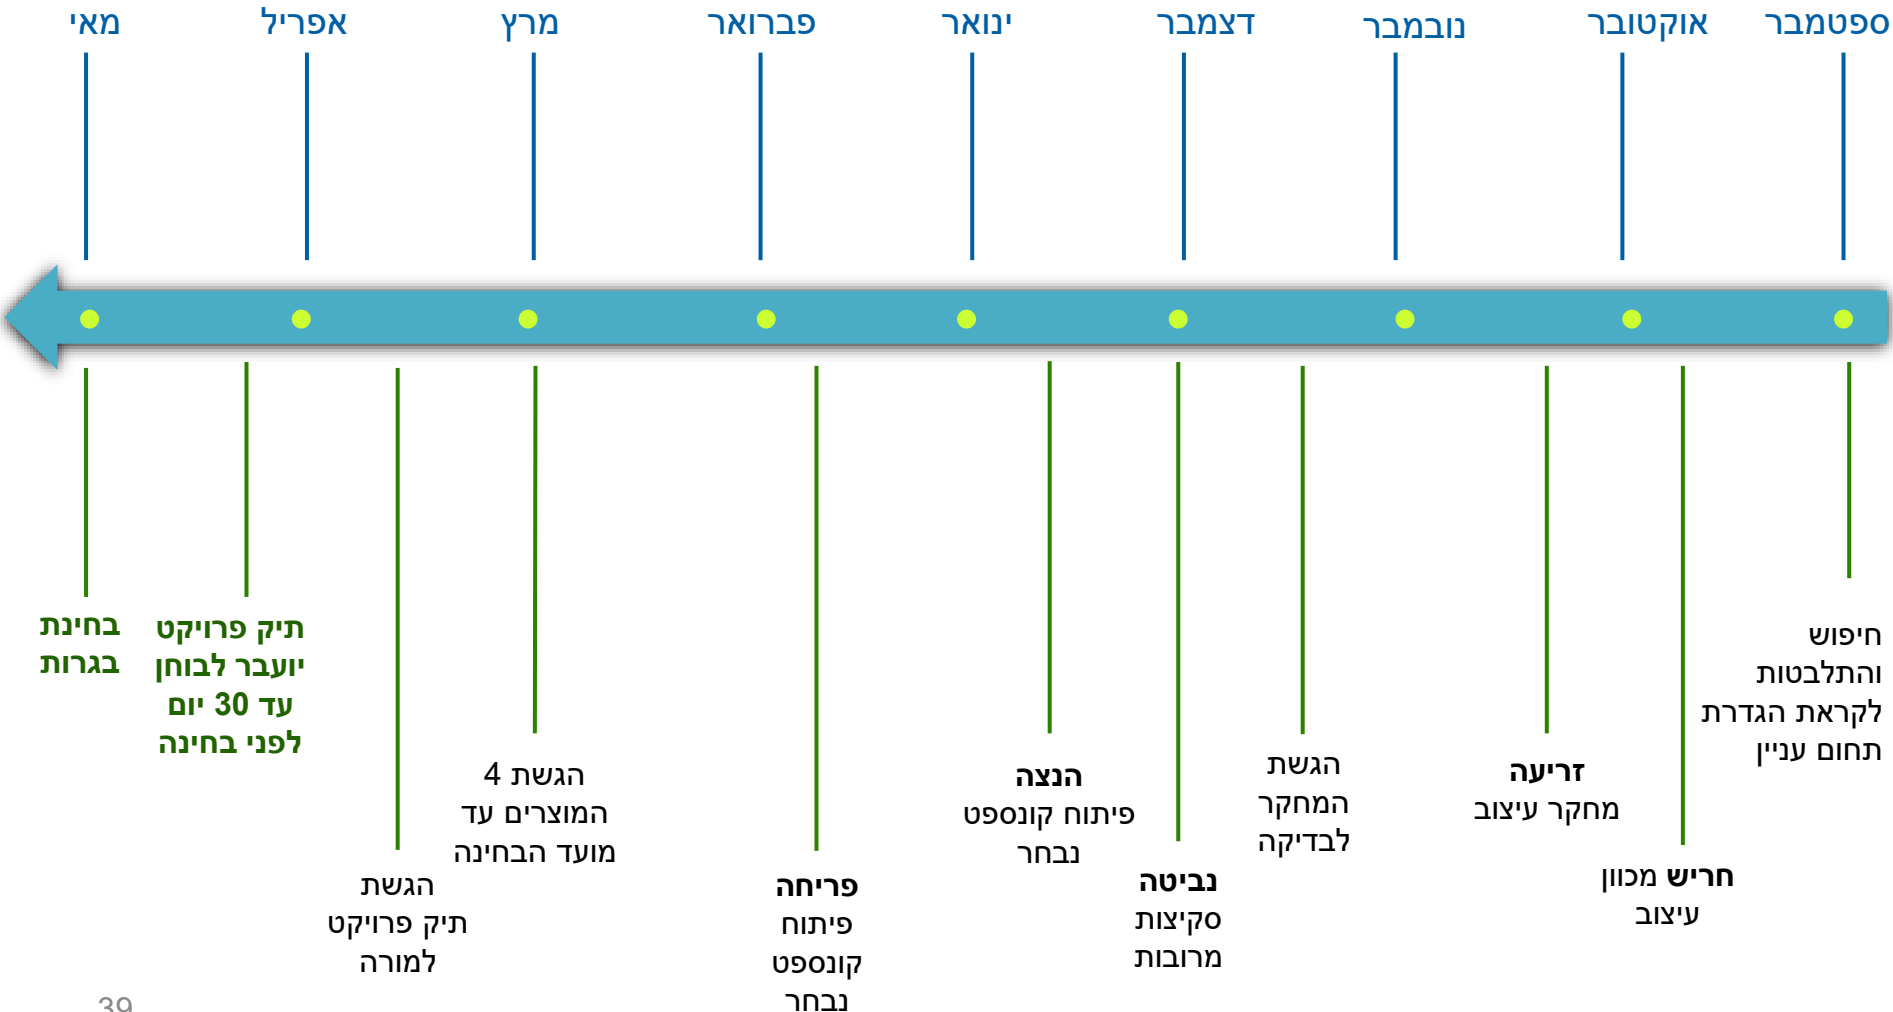 ספטמבר
אוקטובר
נובמבר
דצמבר
ינואר
פברואר
מרץ
אפריל
מאי
חיפוש
והתלבטות
לקראת הגדרת
תחום עניין
חריש מכוון
עיצוב
זריעה
מחקר עיצוב
הגשת
המחקר
לבדיקה
נביטה
סקיצות
מרובות
הנצה
פיתוח קונספט
נבחר
פריחה
פיתוח
קונספט
נבחר
הגשת 4
המוצרים עד
מועד הבחינה
הגשת
תיק פרויקט
למורה
תיק פרויקט
יועבר לבוחן
עד 30 יום
לפני בחינה
בחינת
בגרות
39